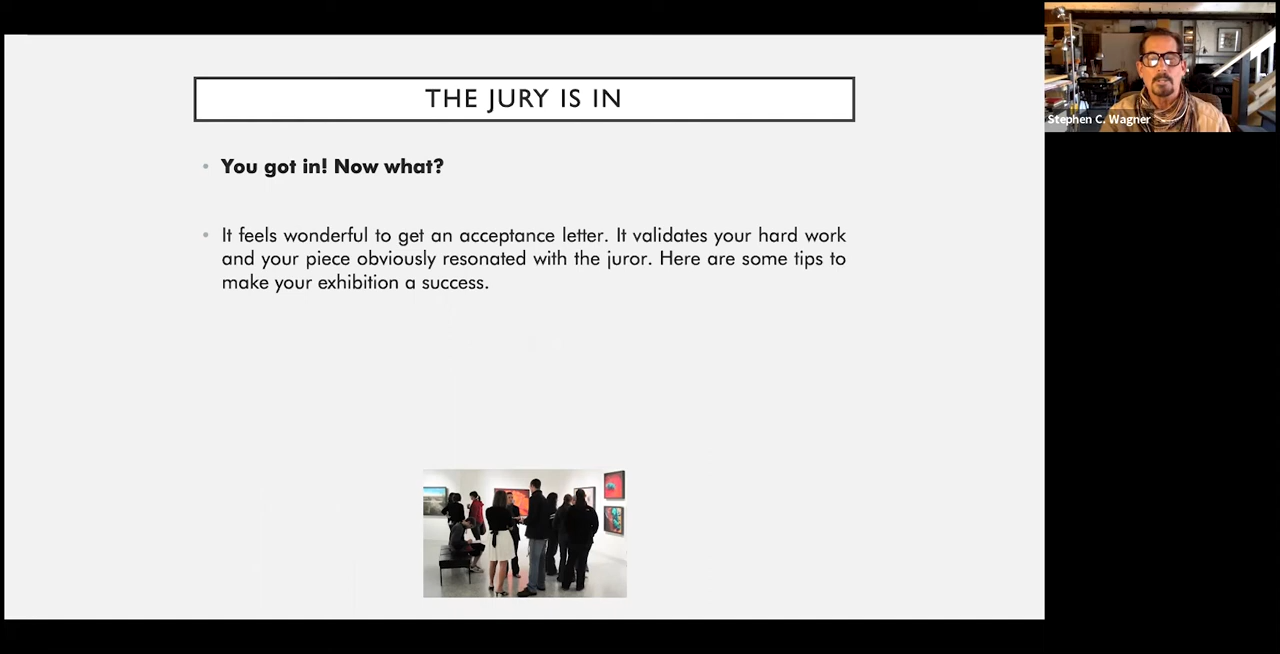 THE JURY IS IN
You got in! Now what?
It feels wonderful to get an acceptance letter. It validates your hard work
and your piece obviously resonated with the juror. Here are some tips to
make your exhibition a success.
Stephen C. Wagner